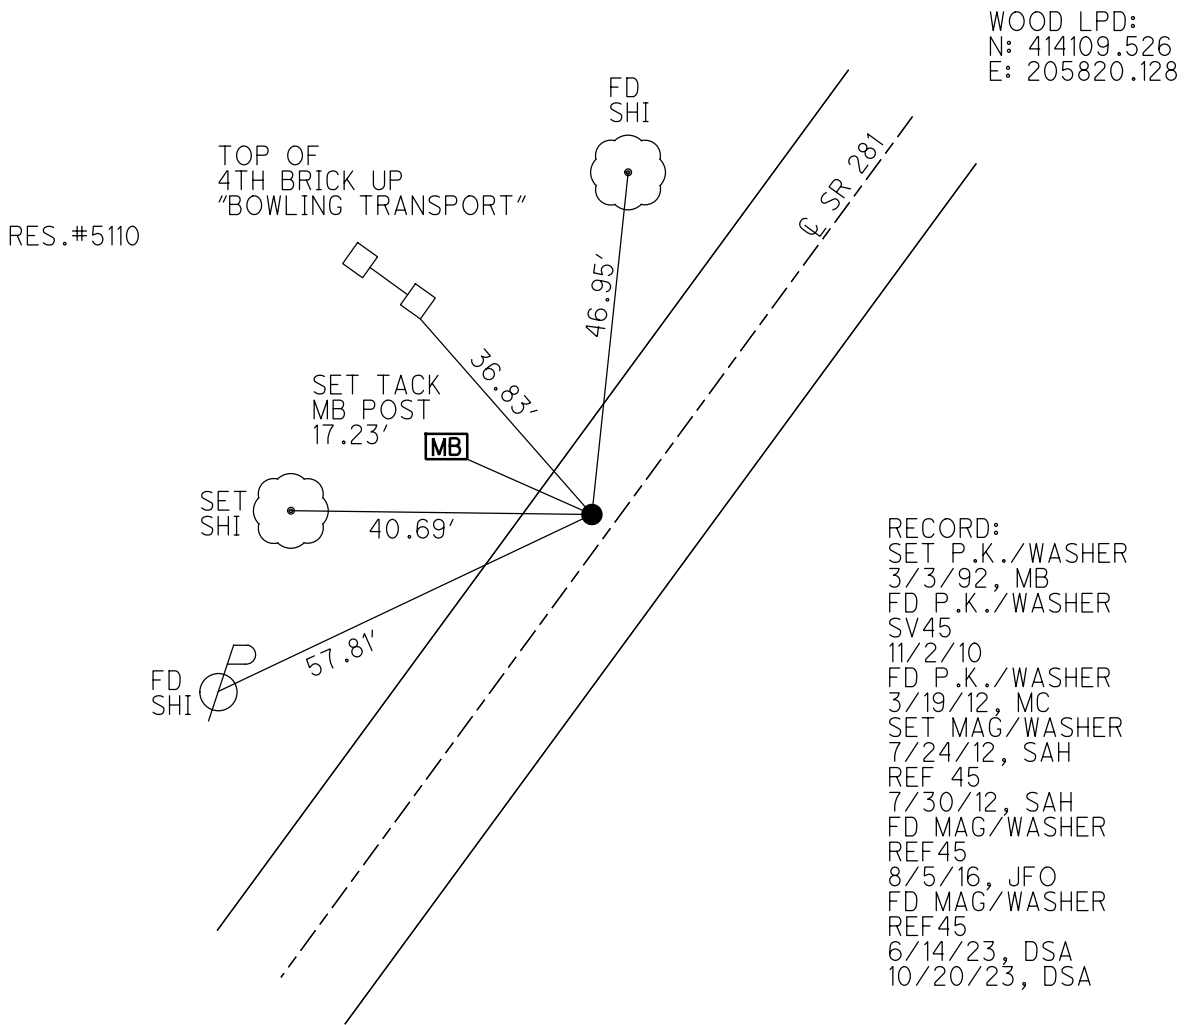 WOOD LPD:
N: 414109.526
E: 205820.128
FD
SHI
TOP OF
4TH BRICK UP
"BOWLING TRANSPORT"
RES.#5110
℄ SR 281
46.95'
36.83'
SET TACK
MB POST
17.23'
MB
SET
SHI
40.69'
57.81'
FD
SHI
RECORD:
SET P.K./WASHER
3/3/92, MB
FD P.K./WASHER
SV45
11/2/10
FD P.K./WASHER
3/19/12, MC
SET MAG/WASHER
7/24/12, SAH
REF 45
7/30/12, SAH
FD MAG/WASHER
REF45
8/5/16, JFO
FD MAG/WASHER
REF45
6/14/23, DSA
10/20/23, DSA